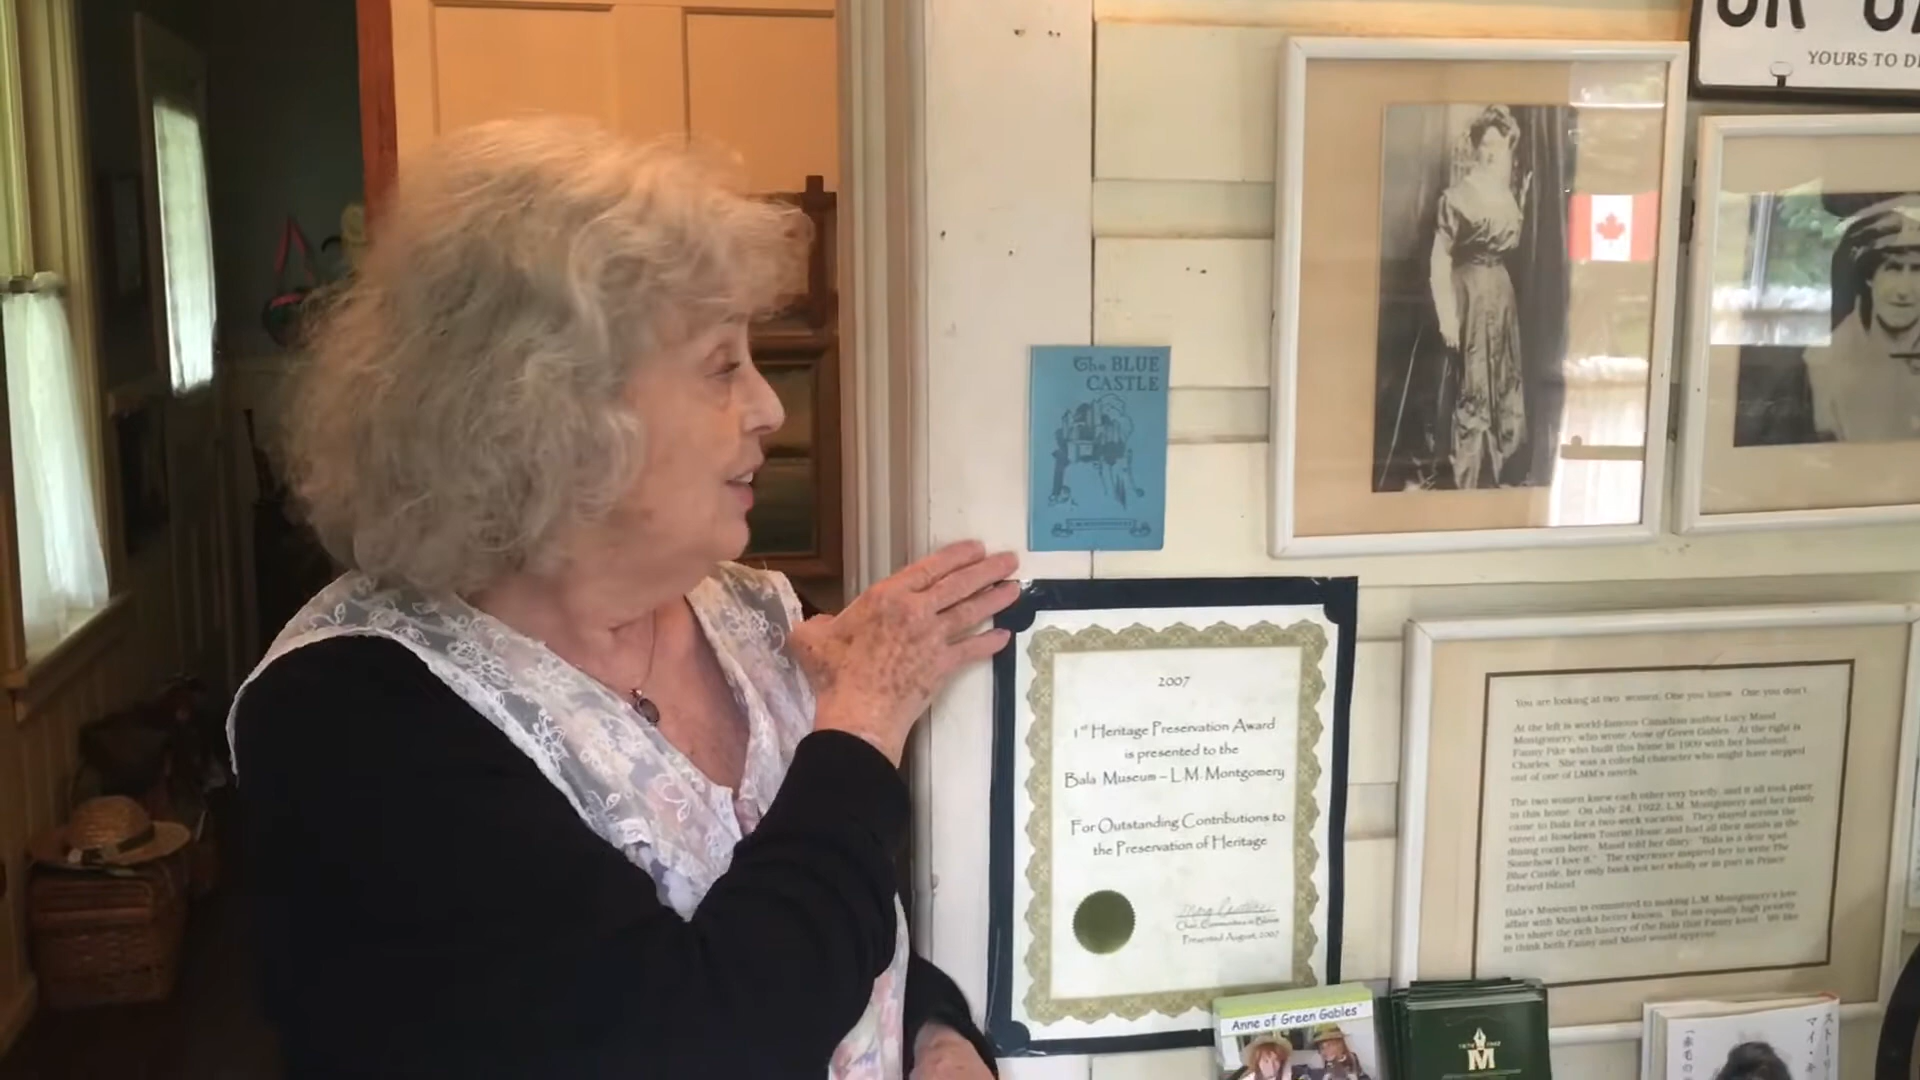 YOURS TO DI
The BLUE
CASTLE
2007
1st Heritage Preservation Award
is presented to the
Bala Museum – L.M. Montgomery
For Outstanding Contributions to
the Preservation of Heritage
Presented August, 2007
You are looking at two women. One you know. One you don't.
At the left is world-famous Canadian author Lucy Maud
Montgomery, who wrote Anne of Green Gables. At the right is
Fanny Pike who built this home in 1909 with her husband,
Charles. She was a colorful character who might have stepped
out of one of LMM's novels.
The two women knew each other very briefly, and it all took place
in this home. On July 24, 1922, L.M. Montgomery and her family
came to Bala for a two-week vacation. They stayed across the
street at Roselawn Tourist House and had all their meals in the
dining room here. Maud told her diary: "Bala is a dear spot.
Somehow I love it." The experience inspired her to write The
Blue Castle, her only book not set wholly or in part in Prince
Edward Island.
Bala's Museum is committed to making L.M. Montgomery's love
affair with Muskoka better known. But an equally high priority
is to share the rich history of the Bala that Fanny loved. We like
to think both Fanny and Maud would approve.
Anne of Green Gables
M
ストーリー
マイ・